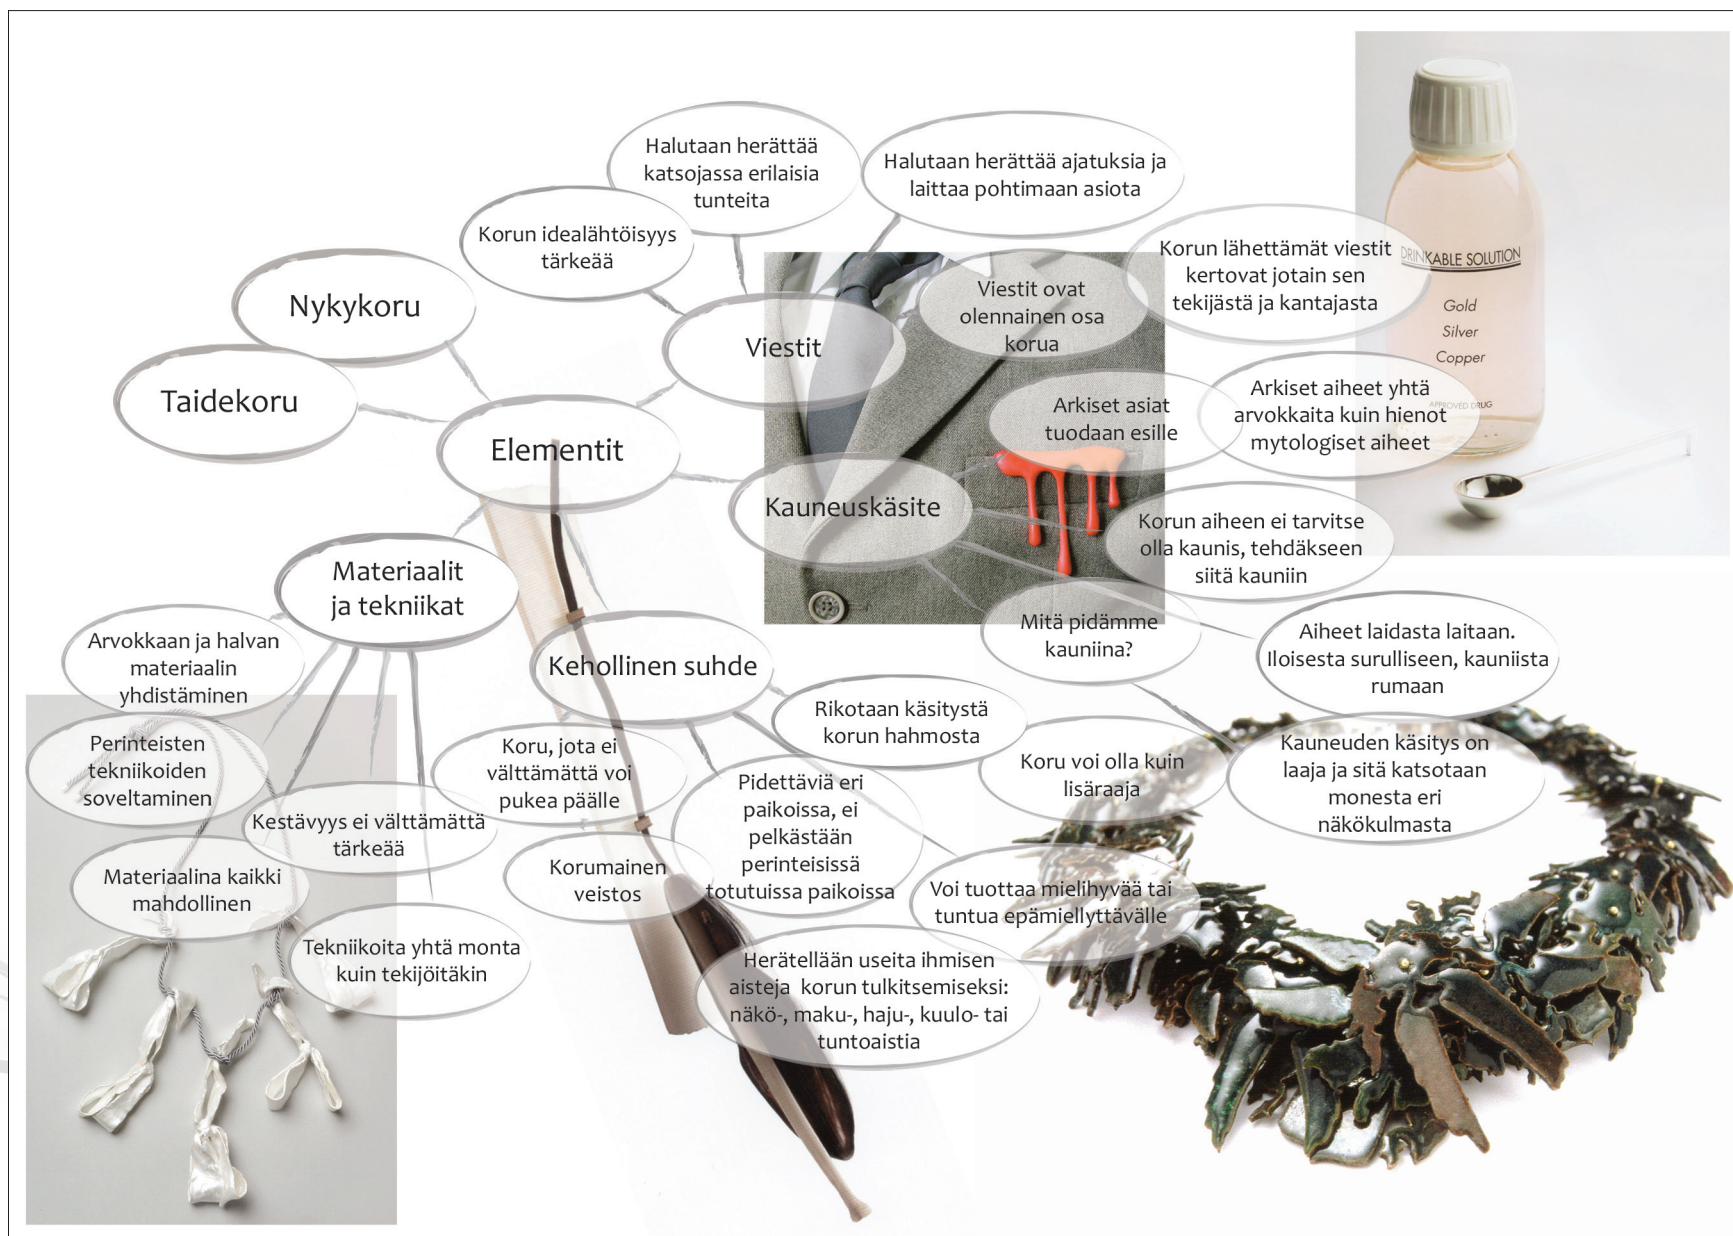 Nykykoru
Taidekoru
Elementit
Viestit
Korun idealähtöisyys
tärkeää
Halutaan herättää
katsojassa erilaisia
tunteita
Halutaan herättää ajatuksia ja
laittaa pohtimaan asiota
Viestit ovat
olennainen osa
korua
Korun lähettämät viestit
kertovat jotain sen
tekijästä ja kantajasta
DRINKABLE SOLUTION
Gold
Silver
Copper
APPROVED DRUG
Kauneuskäsite
Arkiset asiat
tuodaan esille
Arkiset aiheet yhtä
arvokkaita kuin hienot
mytologiset aiheet
Korun aiheen ei tarvitse
olla kaunis, tehdäkseen
siitä kauniin
Mitä pidämme
kauniina?
Aiheet laidasta laitaan.
Iloisesta surulliseen, kauniista
rumaan
Kauneuden käsitys on
laaja ja sitä katsotaan
monesta eri
näkökulmasta
Materiaalit
ja tekniikat
Arvokkaan ja halvan
materiaalin
yhdistäminen
Perinteisten
tekniikoiden
soveltaminen
Kestävyys ei välttämättä
tärkeää
Materiaalina kaikki
mahdollinen
Tekniikoita yhtä monta
kuin tekijöitäkin
Kehollinen suhde
Koru, jota ei
välttämättä voi
pukea päälle
Korumainen
veistos
Rikotaan käsitystä
korun hahmosta
Koru voi olla kuin
lisäraaja
Pidettäviä eri
paikoissa, ei
pelkästään
perinteisissä
totutuissa paikoissa
Voi tuottaa mielihyvää tai
tuntua epämiellyttävälle
Herätellään useita ihmisen
aisteja korun tulkitsemiseksi:
näkö-, maku-, haju-, kuulo- tai
tuntoaistia